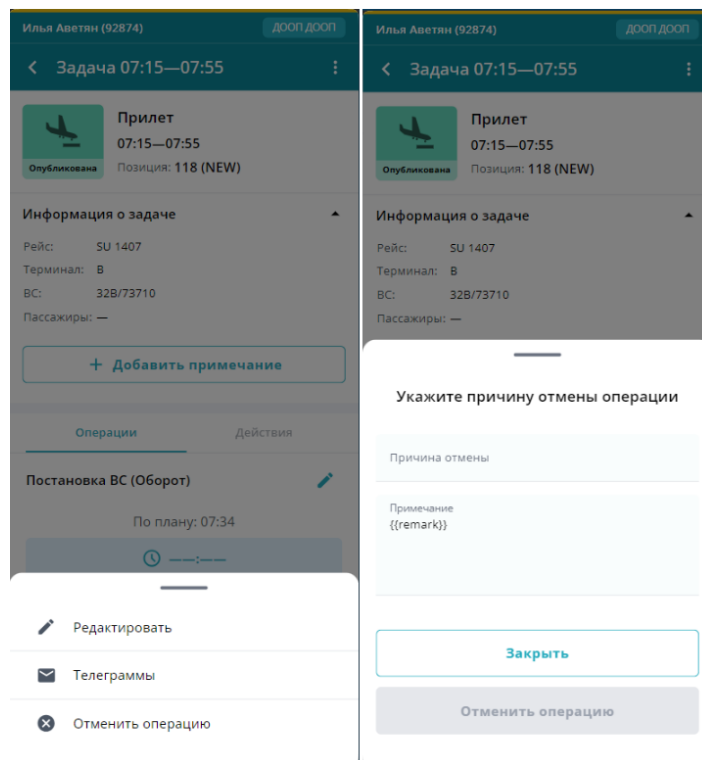 Илья Аветян (92874)
ДООП ДООП
Задача 07:15—07:55
Прилет
07:15—07:55
Опубликована
Позиция: 118 (NEW)
Информация о задаче
Рейс: SU 1407
Терминал: B
ВС: 32B/73710
Пассажиры: —
+ Добавить примечание
Операции
Действия
Постановка ВС (Оборот)
По плану: 07:34
——:——
Редактировать
Телеграммы
Отменить операцию
Илья Аветян (92874)
ДООП ДООП
Задача 07:15—07:55
Прилет
07:15—07:55
Опубликована
Позиция: 118 (NEW)
Информация о задаче
Рейс: SU 1407
Терминал: B
ВС: 32B/73710
Пассажиры: —
Укажите причину отмены операции
Причина отмены
Примечание
{{remark}}
Закрыть
Отменить операцию